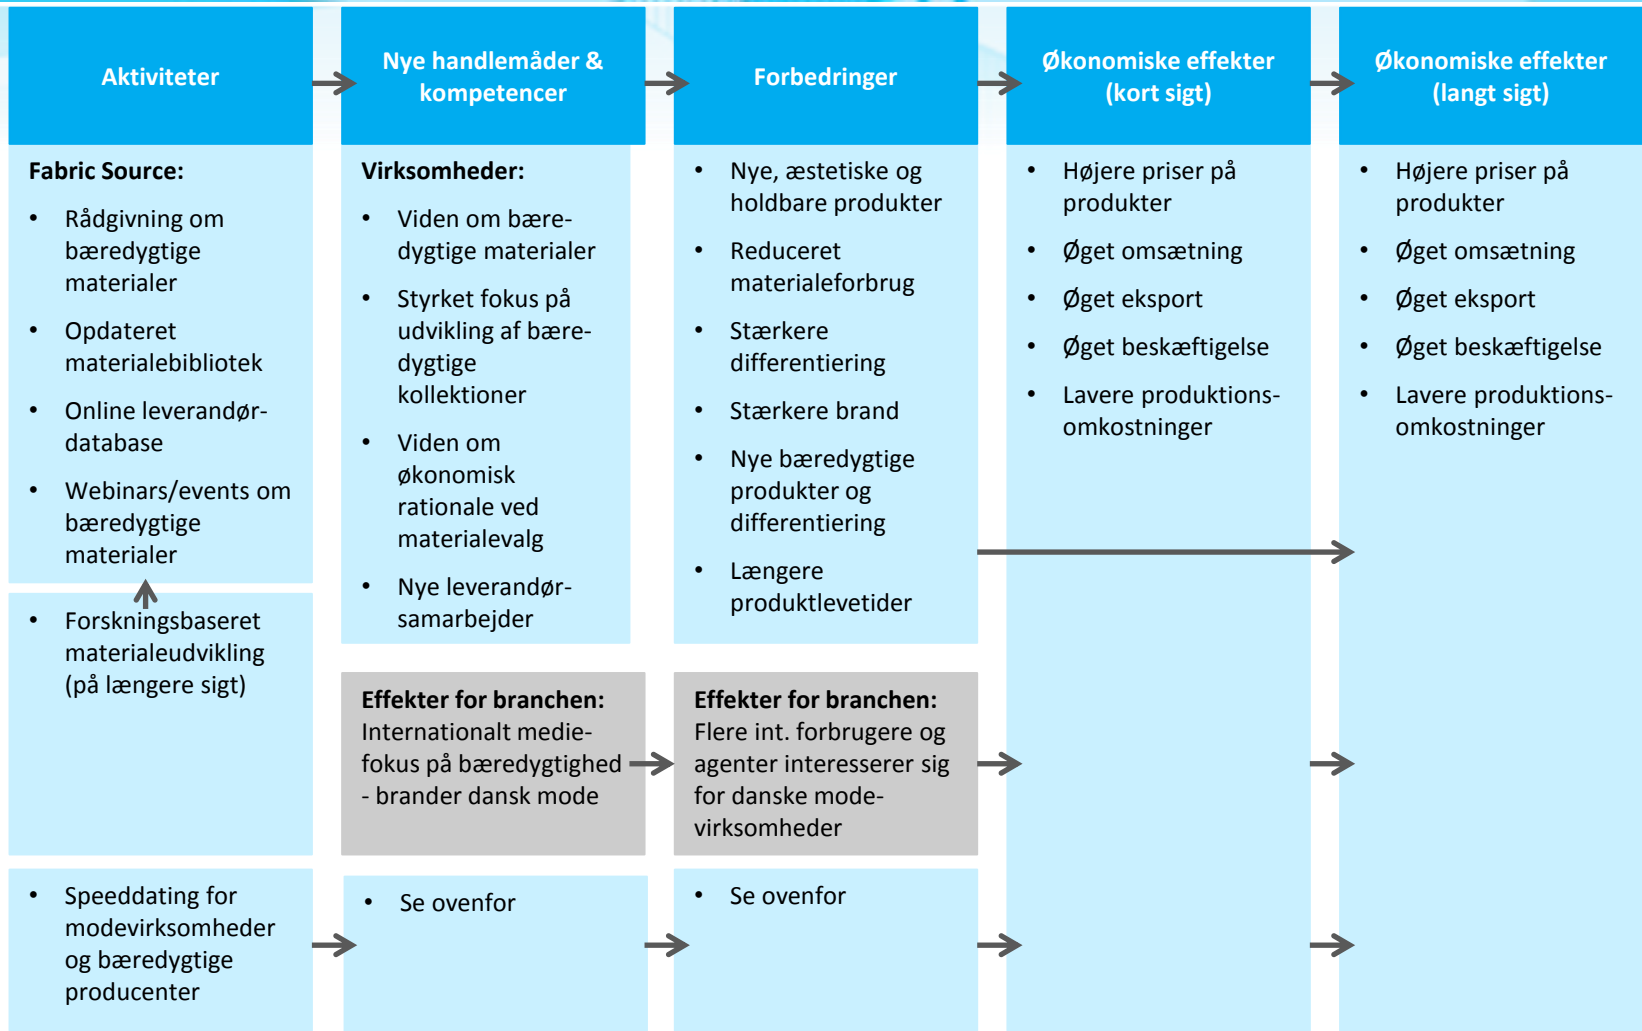 Aktiviteter
Nye handlemåder &
kompetencer
Forbedringer
Økonomiske effekter
(kort sigt)
Økonomiske effekter
(langt sigt)
Fabric Source:
• Rådgivning om
bæredygtige
materialer
• Opdateret
materialebibliotek
• Online leverandør-
database
• Webinars/events om
bæredygtige
materialer
• Forskningsbaseret
materialeudvikling
(på længere sigt)
• Speeddating for
modevirksomheder
og bæredygtige
producenter
Virksomheder:
• Viden om bære-
dygtige materialer
• Styrket fokus på
udvikling af bære-
dygtige
kollektioner
• Viden om
økonomisk
rationale ved
materialevalg
• Nye leverandør-
samarbejder
Effekter for branchen:
Internationalt medie-
fokus på bæredygtighed
- brander dansk mode
• Se ovenfor
• Nye, æstetiske og
holdbare produkter
• Reduceret
materialeforbrug
• Stærkere
differentiering
• Stærkere brand
• Nye bæredygtige
produkter og
differentiering
• Længere
produktlevetider
Effekter for branchen:
Flere int. forbrugere og
agenter interesserer sig
for danske mode-
virksomheder
• Se ovenfor
• Højere priser på
produkter
• Øget omsætning
• Øget eksport
• Øget beskæftigelse
• Lavere produktions-
omkostninger
• Højere priser på
produkter
• Øget omsætning
• Øget eksport
• Øget beskæftigelse
• Lavere produktions-
omkostninger